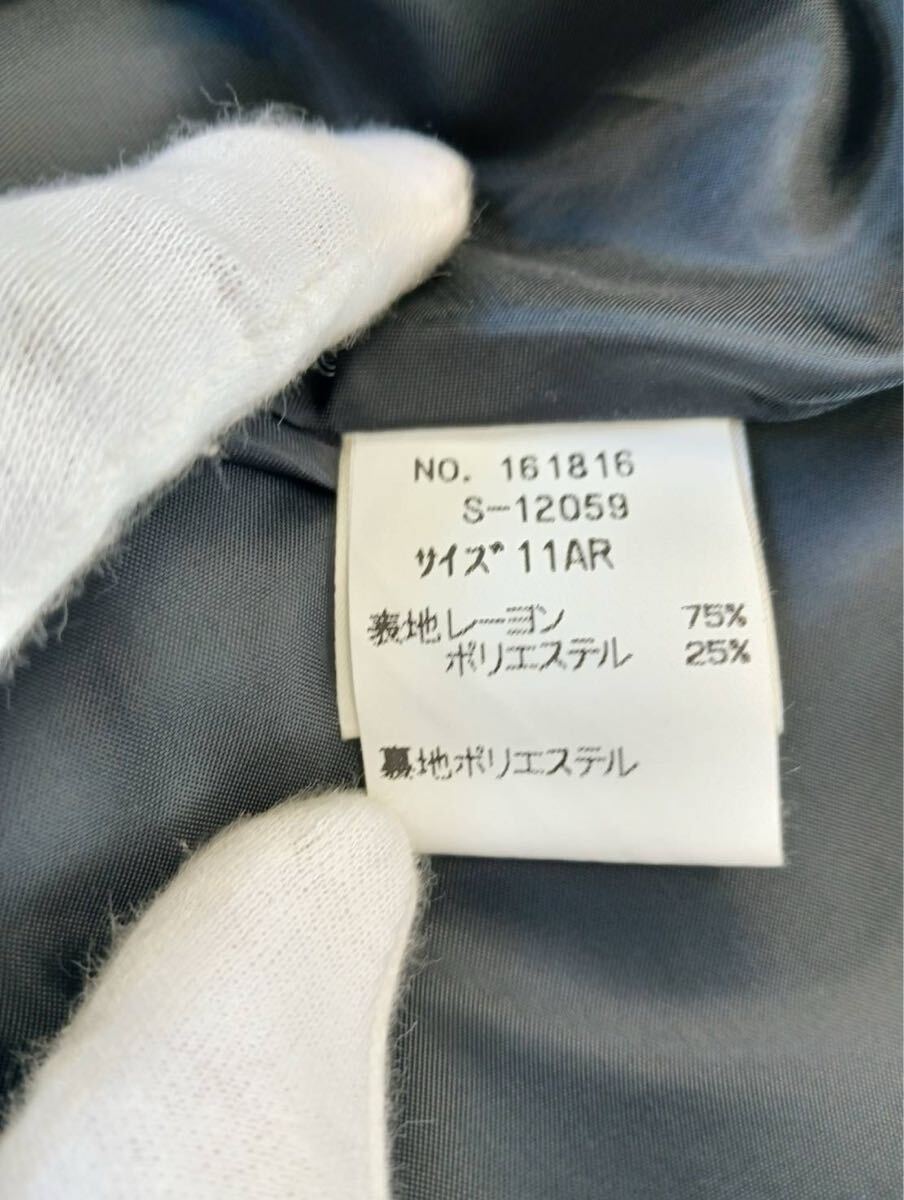 NO. 161816
S-12059
サイズ 11AR
表地レーヨン 75%
ポリエステル 25%
裏地ポリエステル